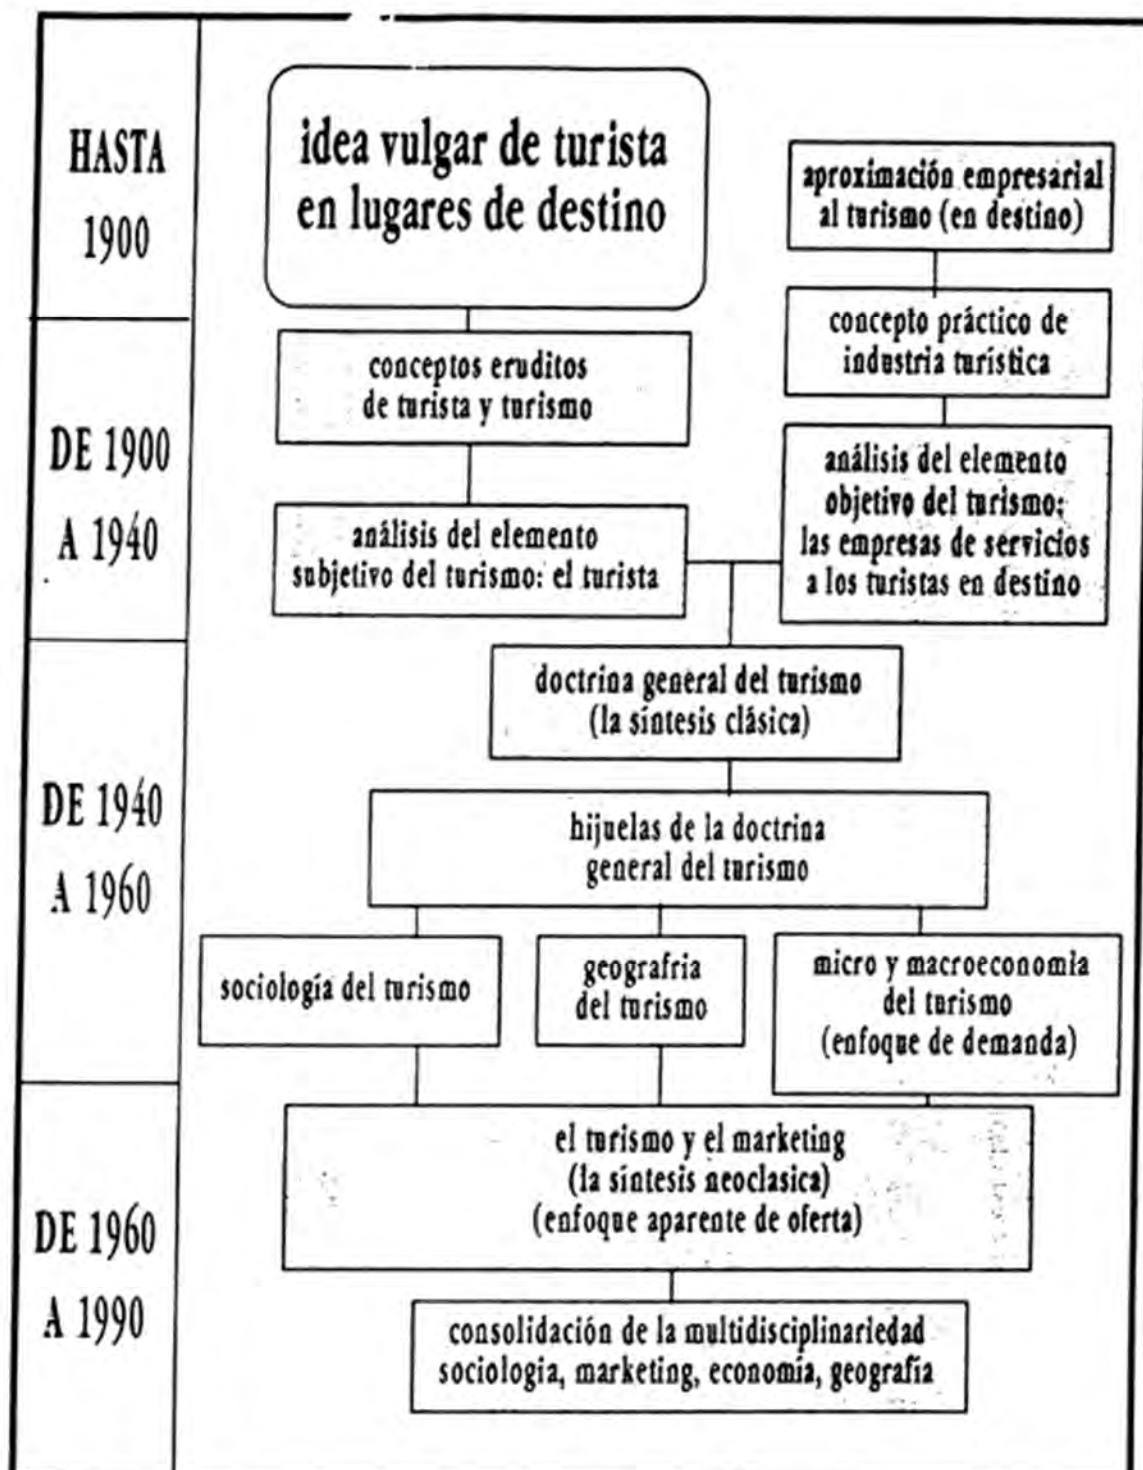 HASTA
1900
idea vulgar de turista
en lugares de destino
aproximación empresarial
al turismo (en destino)
concepto práctico de
industria turística
DE 1900
A 1940
conceptos eruditos
de turista y turismo
análisis del elemento
subjetivo del turismo: el turista
análisis del elemento
objetivo del turismo:
las empresas de servicios
a los turistas en destino
DE 1940
A 1960
doctrina general del turismo
(la síntesis clásica)
hijuelas de la doctrina
general del turismo
sociología del turismo
geografria
del turismo
micro y macroeconomía
del turismo
(enfoque de demanda)
DE 1960
A 1990
el turismo y el marketing
(la síntesis neoclasica)
(enfoque aparente de oferta)
consolidación de la multidisciplinariedad
sociologia, marketing, economía, geografía